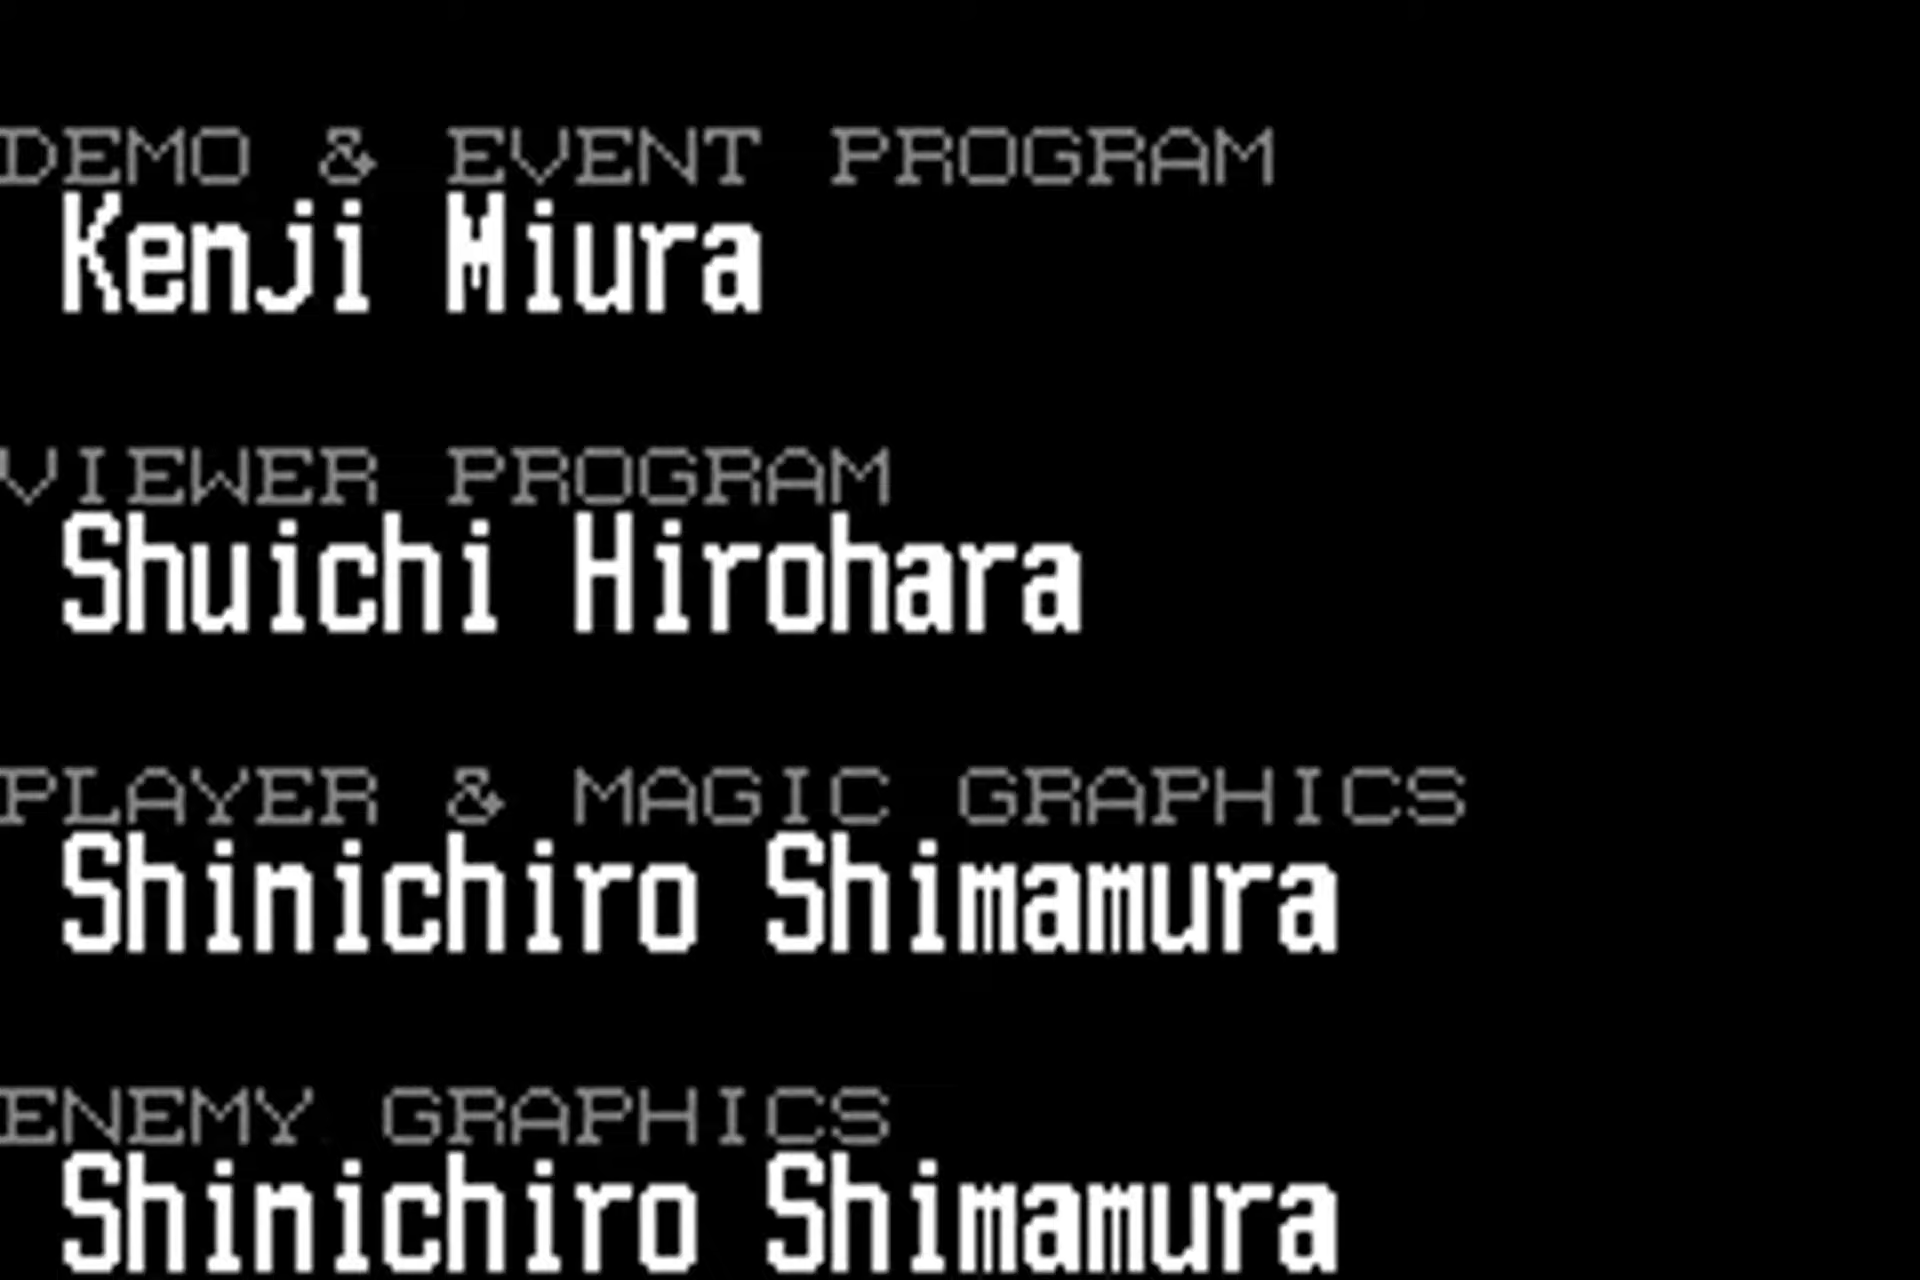 DEMO & EVENT PROGRAM
Kenji Miura
VIEWER PROGRAM
Shuichi Hirohara
PLAYER & MAGIC GRAPHICS
Shinichiro Shimamura
ENEMY GRAPHICS
Shinichiro Shimamura